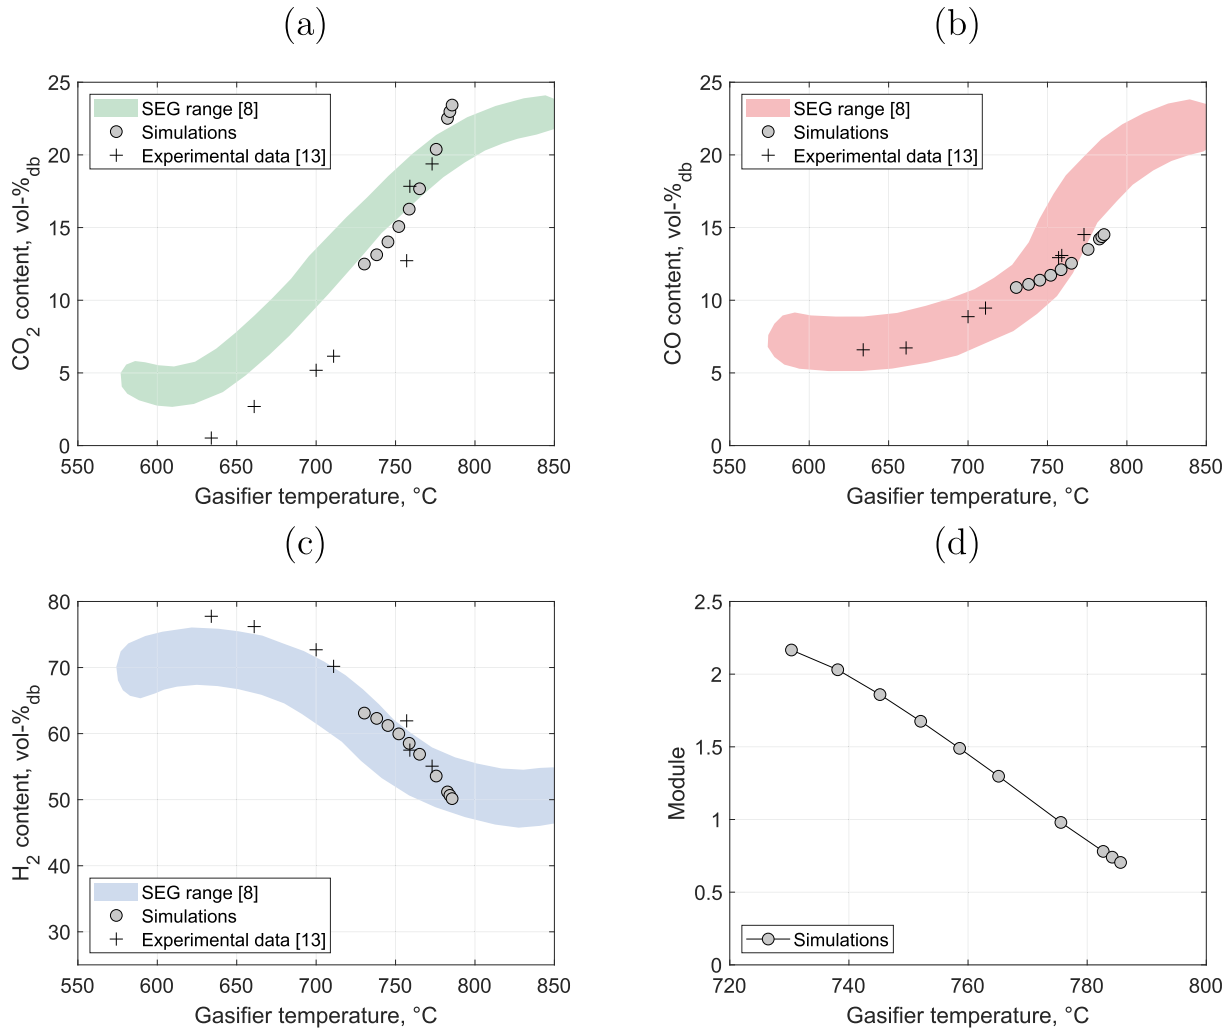 (a)
25
20
15
10
5
0
CO2 content, vol-%db
SEG range [8]
Simulations
Experimental data [13]
550 600 650 700 750 800 850
Gasifier temperature, °C
(b)
25
20
15
10
5
0
CO content, vol-%db
SEG range [8]
Simulations
Experimental data [13]
550 600 650 700 750 800 850
Gasifier temperature, °C
(c)
80
70
60
50
40
30
H2 content, vol-%db
SEG range [8]
Simulations
Experimental data [13]
550 600 650 700 750 800 850
Gasifier temperature, °C
(d)
2.5
2
1.5
1
0.5
0
Module
Simulations
720 740 760 780 800
Gasifier temperature, °C